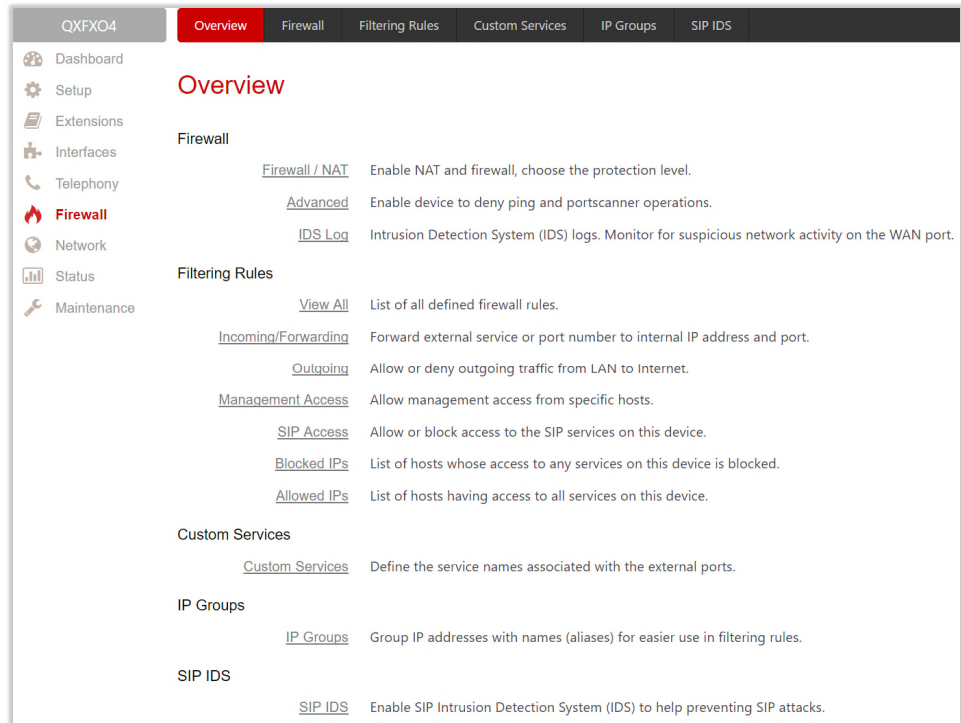 QXFXO4
Overview Firewall Filtering Rules Custom Services IP Groups SIP IDS
Dashboard
Setup
Extensions
Interfaces
Telephony
Firewall
Network
Status
Maintenance
Overview
Firewall
Firewall / NAT Enable NAT and firewall, choose the protection level.
Advanced Enable device to deny ping and portscanner operations.
IDS Log Intrusion Detection System (IDS) logs. Monitor for suspicious network activity on the WAN port.
Filtering Rules
View All List of all defined firewall rules.
Incoming/Forwarding Forward external service or port number to internal IP address and port.
Outgoing Allow or deny outgoing traffic from LAN to Internet.
Management Access Allow management access from specific hosts.
SIP Access Allow or block access to the SIP services on this device.
Blocked IPs List of hosts whose access to any services on this device is blocked.
Allowed IPs List of hosts having access to all services on this device.
Custom Services
Custom Services Define the service names associated with the external ports.
IP Groups
IP Groups Group IP addresses with names (aliases) for easier use in filtering rules.
SIP IDS
SIP IDS Enable SIP Intrusion Detection System (IDS) to help preventing SIP attacks.